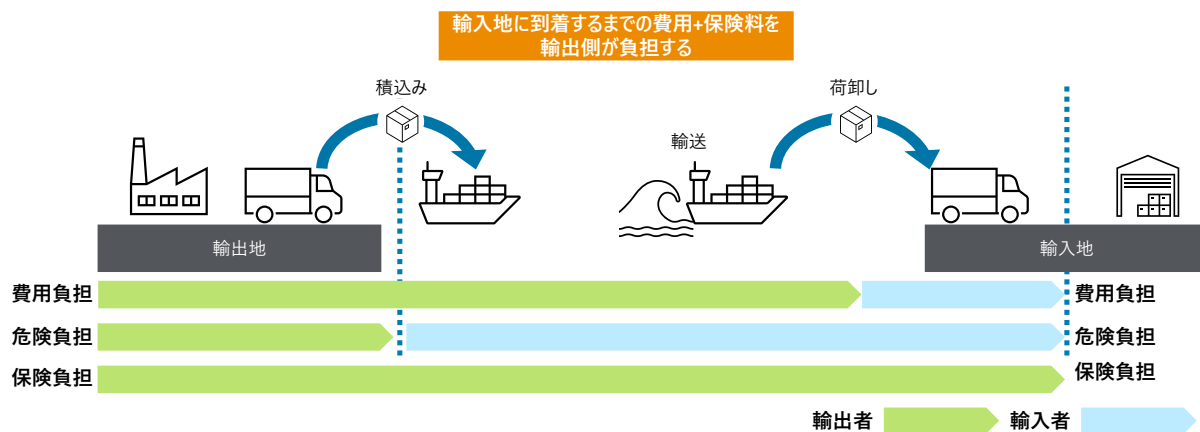 輸入地に到着するまでの費用+保険料を
輸出側が負担する
積込み
荷卸し
輸送
輸出地
輸入地
費用負担
費用負担
危険負担
危険負担
保険負担
保険負担
輸出者
輸入者